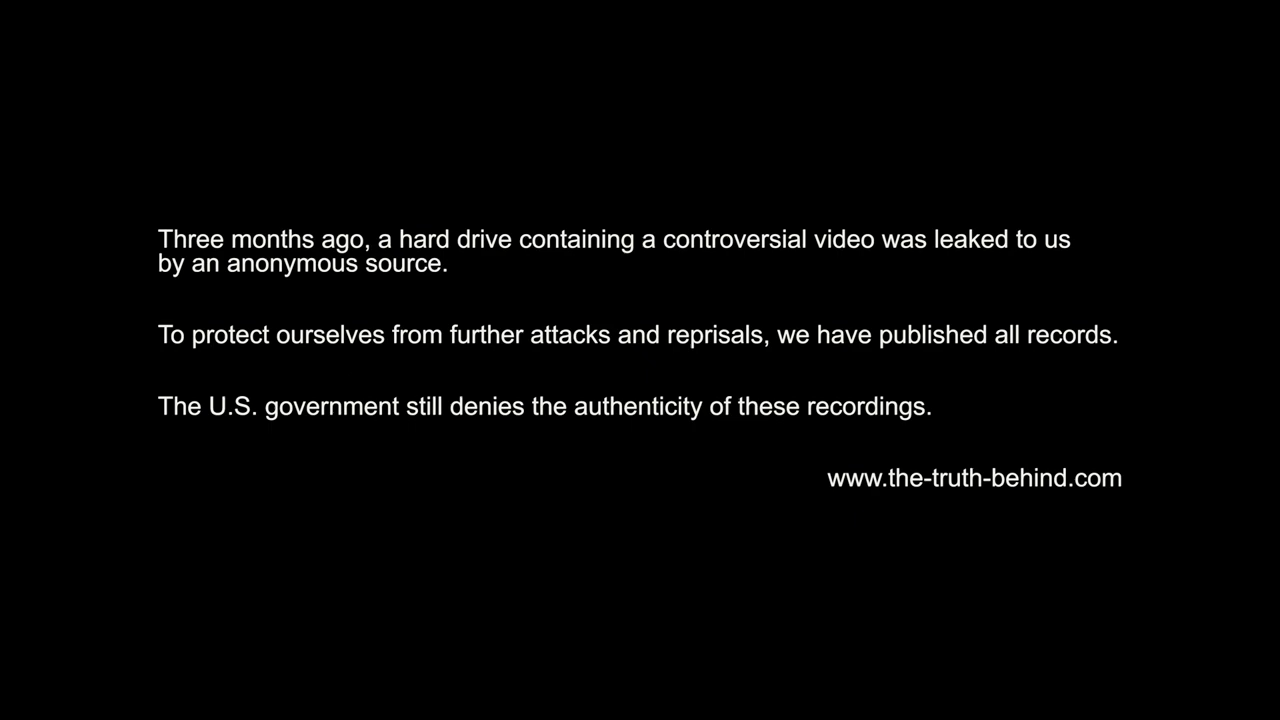 Three months ago, a hard drive containing a controversial video was leaked to us
by an anonymous source.
To protect ourselves from further attacks and reprisals, we have published all records.
The U.S. government still denies the authenticity of these recordings.
www.the-truth-behind.com